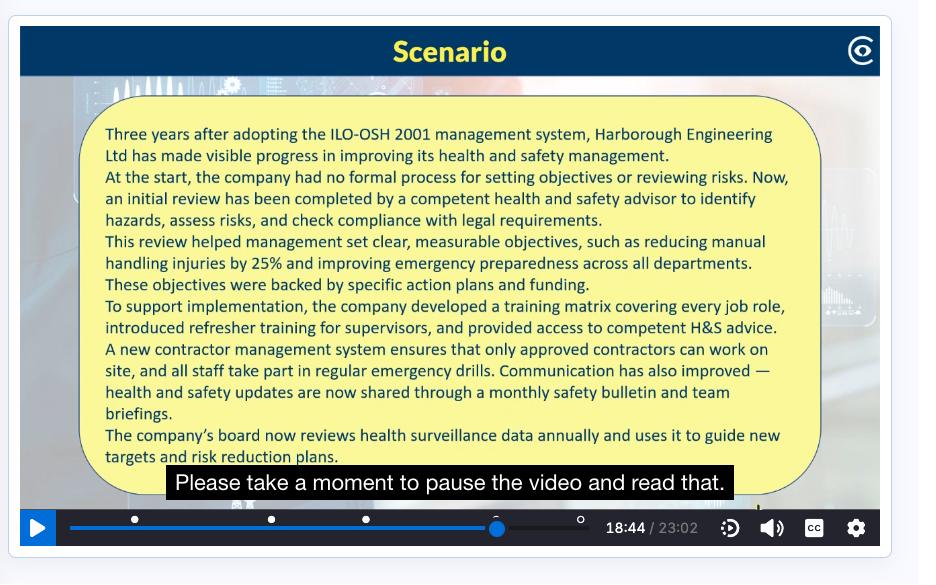 Scenario
Three years after adopting the ILO-OSH 2001 management system, Harborough Engineering
Ltd has made visible progress in improving its health and safety management.
At the start, the company had no formal process for setting objectives or reviewing risks. Now,
an initial review has been completed by a competent health and safety advisor to identify
hazards, assess risks, and check compliance with legal requirements.
This review helped management set clear, measurable objectives, such as reducing manual
handling injuries by 25% and improving emergency preparedness across all departments.
These objectives were backed by specific action plans and funding.
To support implementation, the company developed a training matrix covering every job role,
introduced refresher training for supervisors, and provided access to competent H&S advice.
A new contractor management system ensures that only approved contractors can work on
site, and all staff take part in regular emergency drills. Communication has also improved —
health and safety updates are now shared through a monthly safety bulletin and team
briefings.
The company’s board now reviews health surveillance data annually and uses it to guide new
targets and risk reduction plans.
Please take a moment to pause the video and read that.
18:44 / 23:02
CC